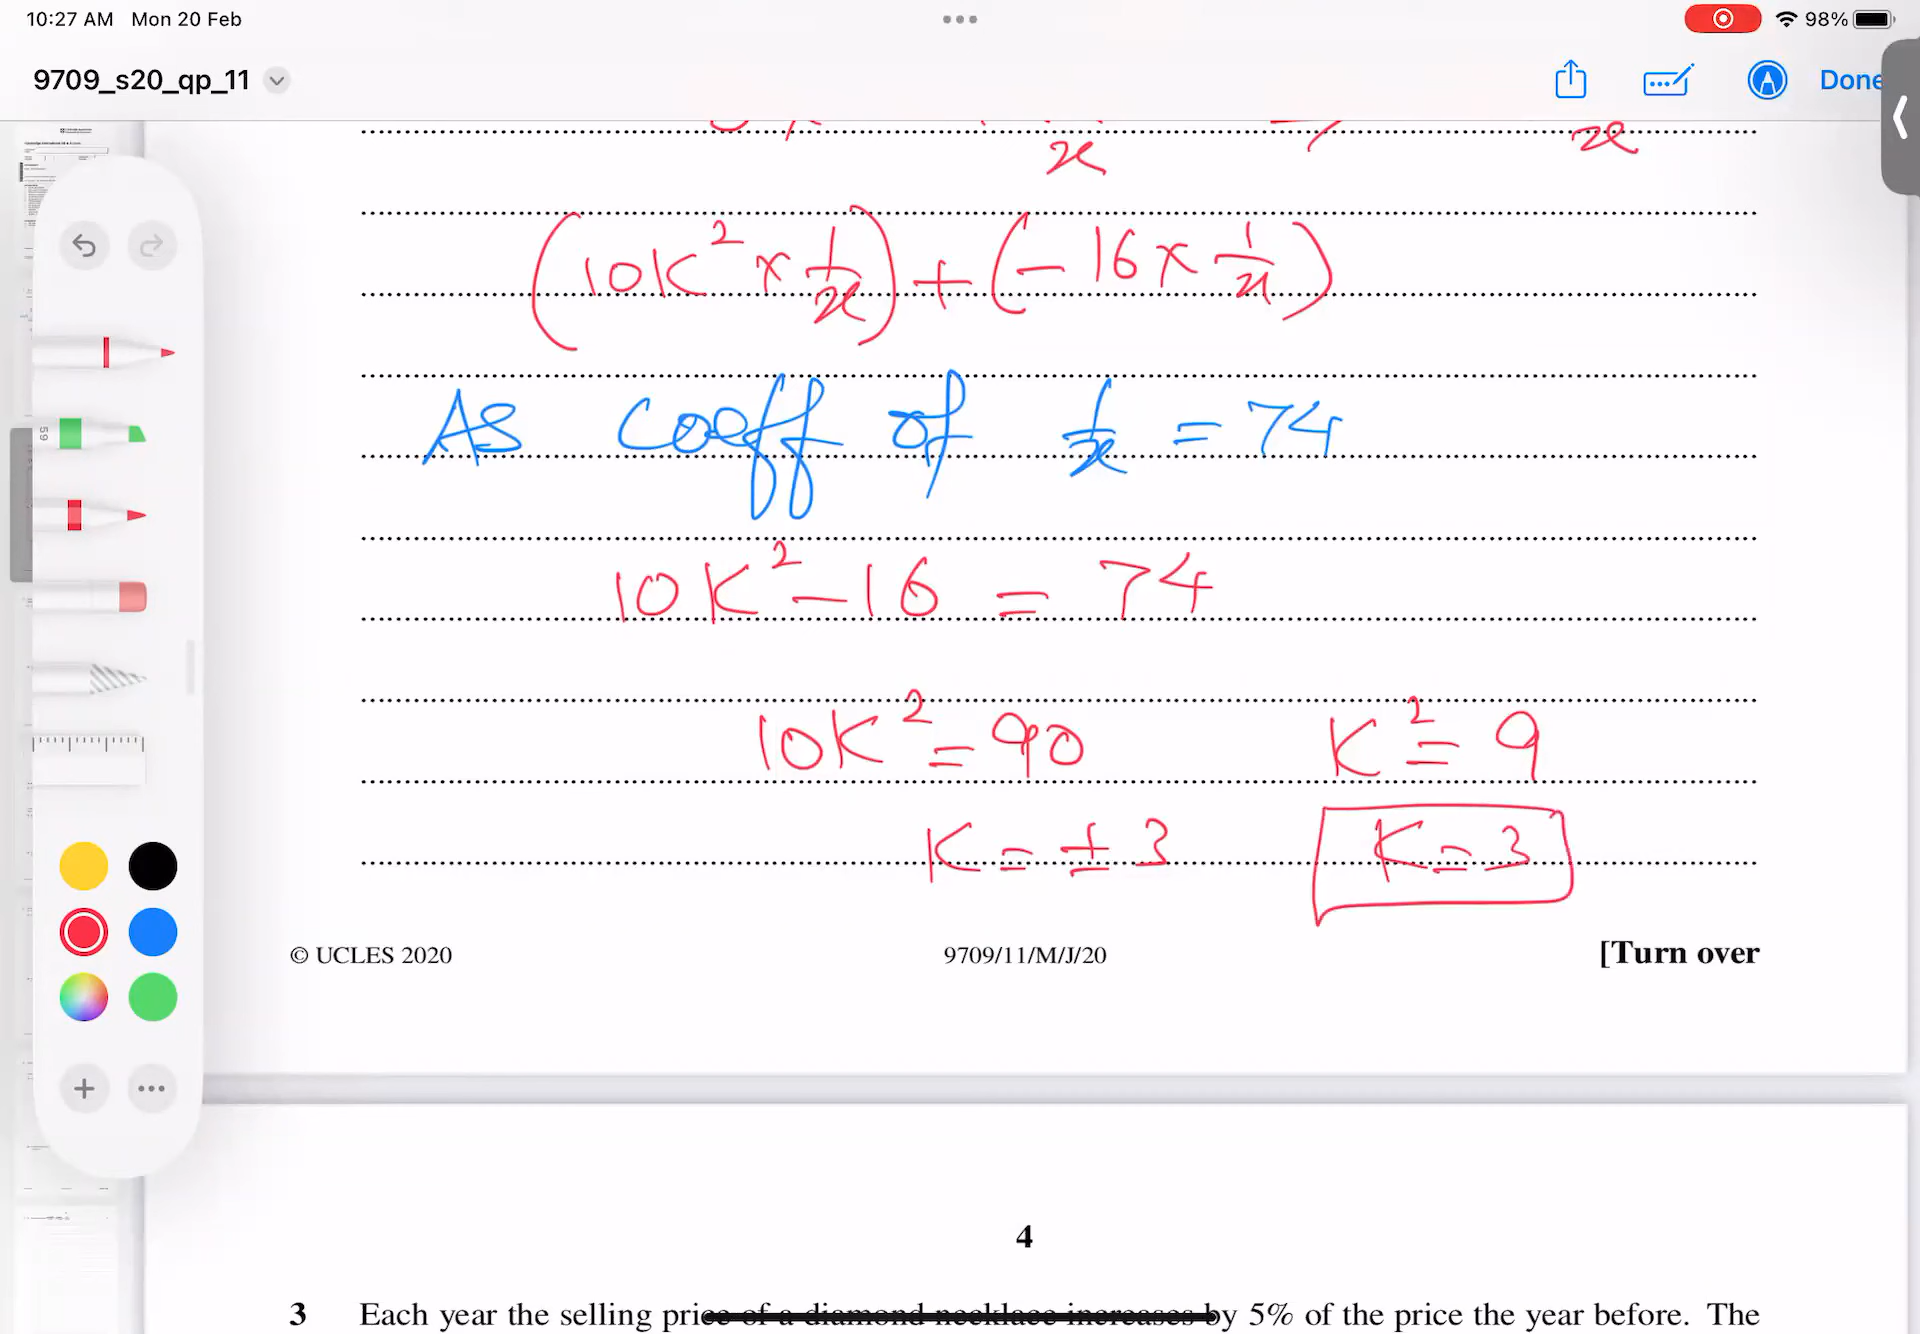 10:27 AM Mon 20 Feb
98%
9709_s20_qp_11
Done
x
x
(10K² × 1/x) + (-16 × 1/x)
As coeff of 1/x = 74
10K² - 16 = 74
10K² = 90 K² = 9
K = ± 3 K = 3
© UCLES 2020 9709/11/M/J/20 [Turn over
4
3 Each year the selling price of a diamond necklace increases by 5% of the price the year before. The